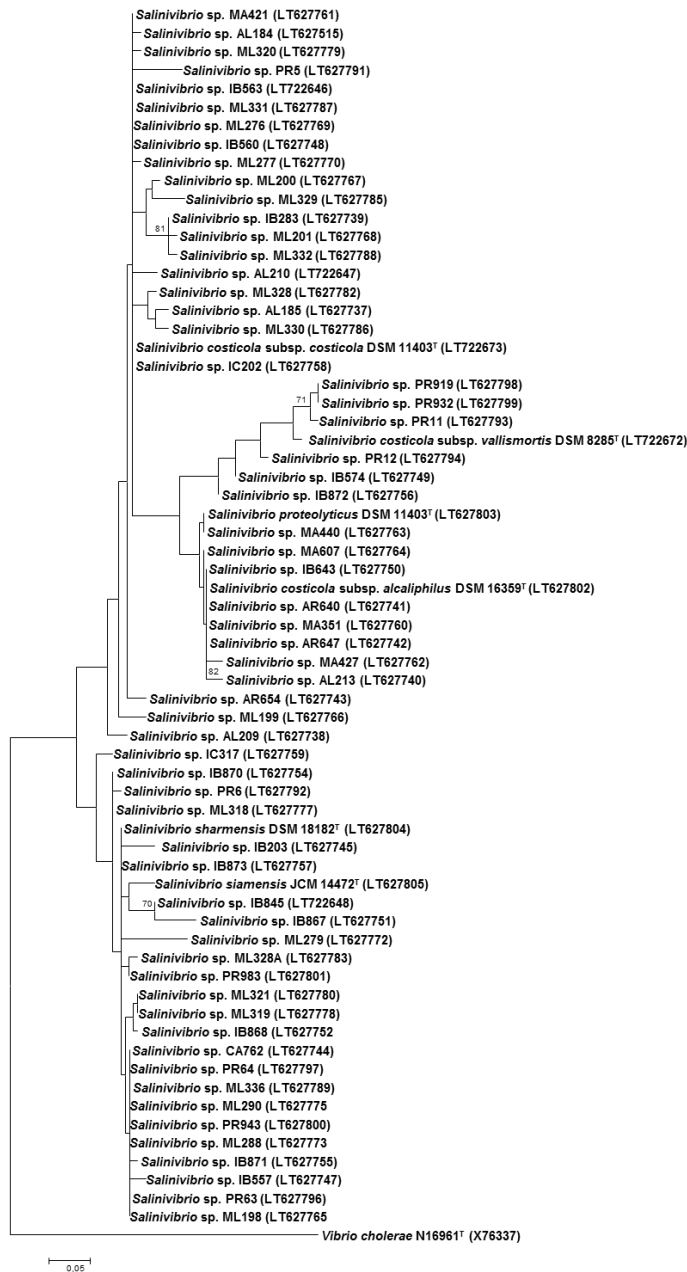 Salinivibrio sp. MA421 (LT627761)
Salinivibrio sp. AL184 (LT627515)
Salinivibrio sp. ML320 (LT627779)
Salinivibrio sp. PR5 (LT627791)
Salinivibrio sp. IB563 (LT722646)
Salinivibrio sp. ML331 (LT627787)
Salinivibrio sp. ML276 (LT627769)
Salinivibrio sp. IB560 (LT627748)
Salinivibrio sp. ML277 (LT627770)
Salinivibrio sp. ML200 (LT627767)
Salinivibrio sp. ML329 (LT627785)
Salinivibrio sp. IB283 (LT627739)
81
Salinivibrio sp. ML201 (LT627768)
Salinivibrio sp. ML332 (LT627788)
Salinivibrio sp. AL210 (LT722647)
Salinivibrio sp. ML328 (LT627782)
Salinivibrio sp. AL185 (LT627737)
Salinivibrio sp. ML330 (LT627786)
Salinivibrio costicola subsp. costicola DSM 11403ᵀ (LT722673)
Salinivibrio sp. IC202 (LT627758)
Salinivibrio sp. PR919 (LT627798)
71
Salinivibrio sp. PR932 (LT627799)
Salinivibrio sp. PR11 (LT627793)
Salinivibrio costicola subsp. vallismortis DSM 8285ᵀ (LT722672)
Salinivibrio sp. PR12 (LT627794)
Salinivibrio sp. IB574 (LT627749)
Salinivibrio sp. IB872 (LT627756)
Salinivibrio proteolyticus DSM 11403ᵀ (LT627803)
Salinivibrio sp. MA440 (LT627763)
Salinivibrio sp. MA607 (LT627764)
Salinivibrio sp. IB643 (LT627750)
Salinivibrio costicola subsp. alcaliphilus DSM 16359ᵀ (LT627802)
Salinivibrio sp. AR640 (LT627741)
Salinivibrio sp. MA351 (LT627760)
Salinivibrio sp. AR647 (LT627742)
Salinivibrio sp. MA427 (LT627762)
82
Salinivibrio sp. AL213 (LT627740)
Salinivibrio sp. AR654 (LT627743)
Salinivibrio sp. ML199 (LT627766)
Salinivibrio sp. AL209 (LT627738)
Salinivibrio sp. IC317 (LT627759)
Salinivibrio sp. IB870 (LT627754)
Salinivibrio sp. PR6 (LT627792)
Salinivibrio sp. ML318 (LT627777)
Salinivibrio sharmensis DSM 18182ᵀ (LT627804)
Salinivibrio sp. IB203 (LT627745)
Salinivibrio sp. IB873 (LT627757)
Salinivibrio siamensis JCM 14472ᵀ (LT627805)
70
Salinivibrio sp. IB845 (LT722648)
Salinivibrio sp. IB867 (LT627751)
Salinivibrio sp. ML279 (LT627772)
Salinivibrio sp. ML328A (LT627783)
Salinivibrio sp. PR983 (LT627801)
Salinivibrio sp. ML321 (LT627780)
Salinivibrio sp. ML319 (LT627778)
Salinivibrio sp. IB868 (LT627752
Salinivibrio sp. CA762 (LT627744)
Salinivibrio sp. PR64 (LT627797)
Salinivibrio sp. ML336 (LT627789)
Salinivibrio sp. ML290 (LT627775
Salinivibrio sp. PR943 (LT627800)
Salinivibrio sp. ML288 (LT627773
Salinivibrio sp. IB871 (LT627755)
Salinivibrio sp. IB557 (LT627747)
Salinivibrio sp. PR63 (LT627796)
Salinivibrio sp. ML198 (LT627765
Vibrio cholerae N16961ᵀ (X76337)
0,05